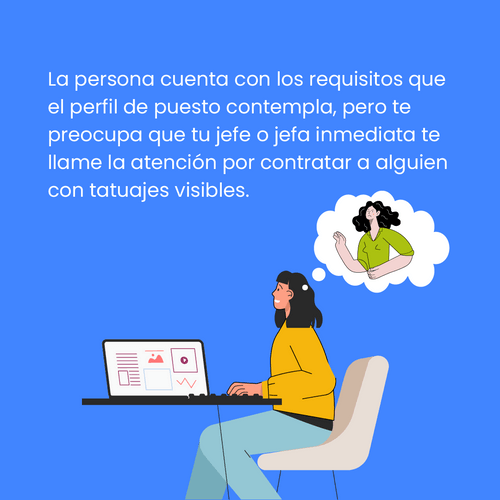 La persona cuenta con los requisitos que
el perfil de puesto contempla, pero te
preocupa que tu jefe o jefa inmediata te
llame la atención por contratar a alguien
con tatuajes visibles.